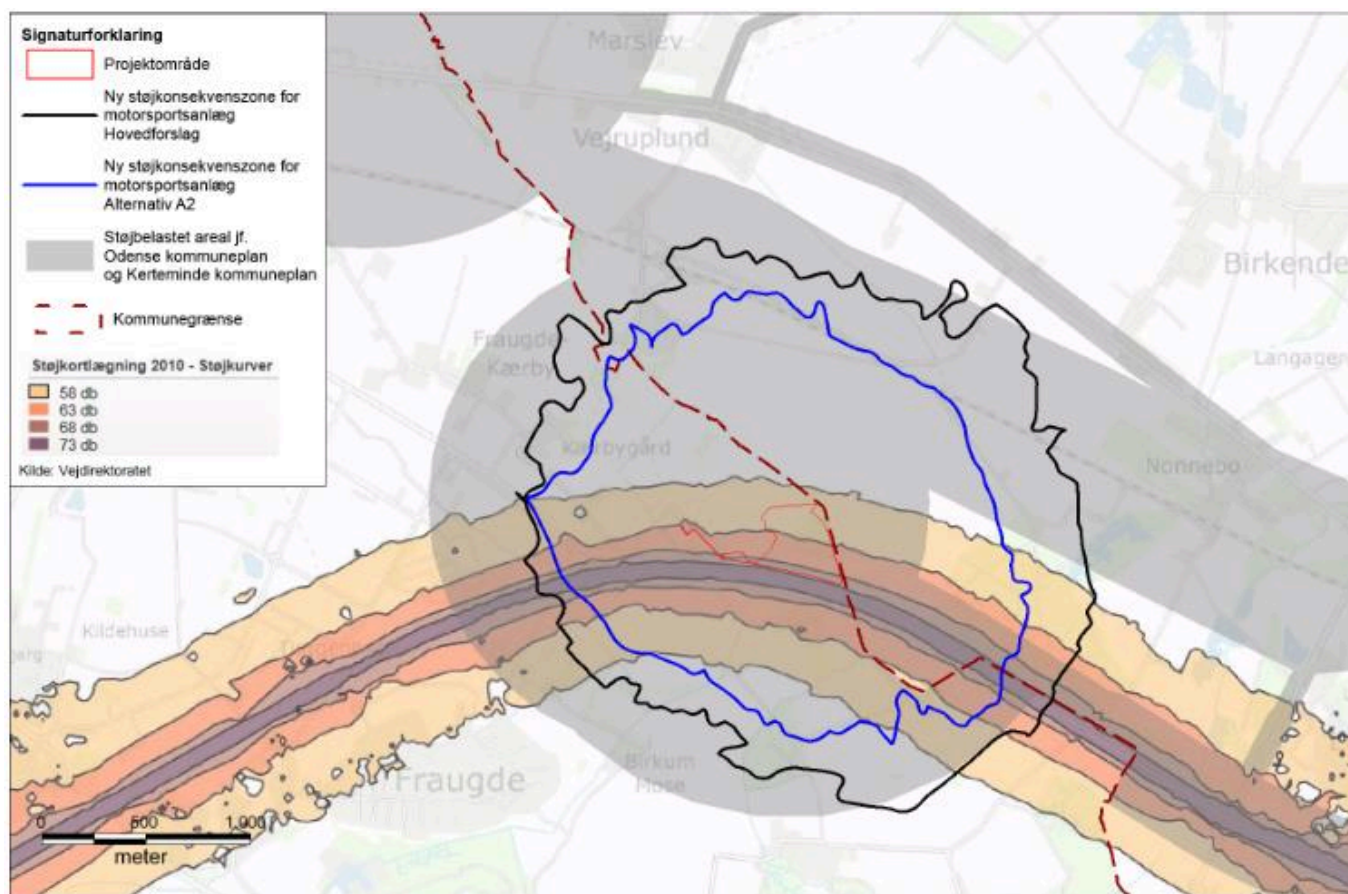 Signaturforklaring
Projektområde
Ny støjkonsekvenszone for
motorsportsanlæg
Hovedforslag
Ny støjkonsekvenszone for
motorsportsanlæg
Alternativ A2
Støjbelastet areal jf.
Odense kommuneplan
og Kerteminde kommuneplan
Kommunegrænse
Støjkortlægning 2010 - Støjkurver
58 db
63 db
68 db
73 db
Kilde: Vejdirektoratet
Marslev
Vejruplund
Birkende
Fraugde-
Kærby
Langager
Kærbygård
Nonnebo
Kildehuse
Birkum
Mose
Fraugde
0 500 1.000
meter